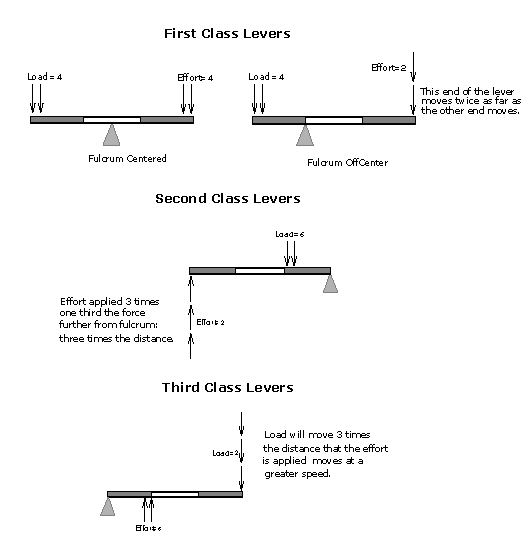 First Class Levers
Load = 4
Effort= 4
Load = 4
Effort=2
This end of the lever
moves twice as far as
the other end moves.
Fulcrum Centered
Fulcrum OffCenter
Second Class Levers
Load= 6
Effort applied 3 times
one third the force
further from fulcrum:
three times the distance.
Effort= 2
Third Class Levers
Load will move 3 times
the distance that the effort
is applied moves at a
greater speed.
Load=2
Effort= 6